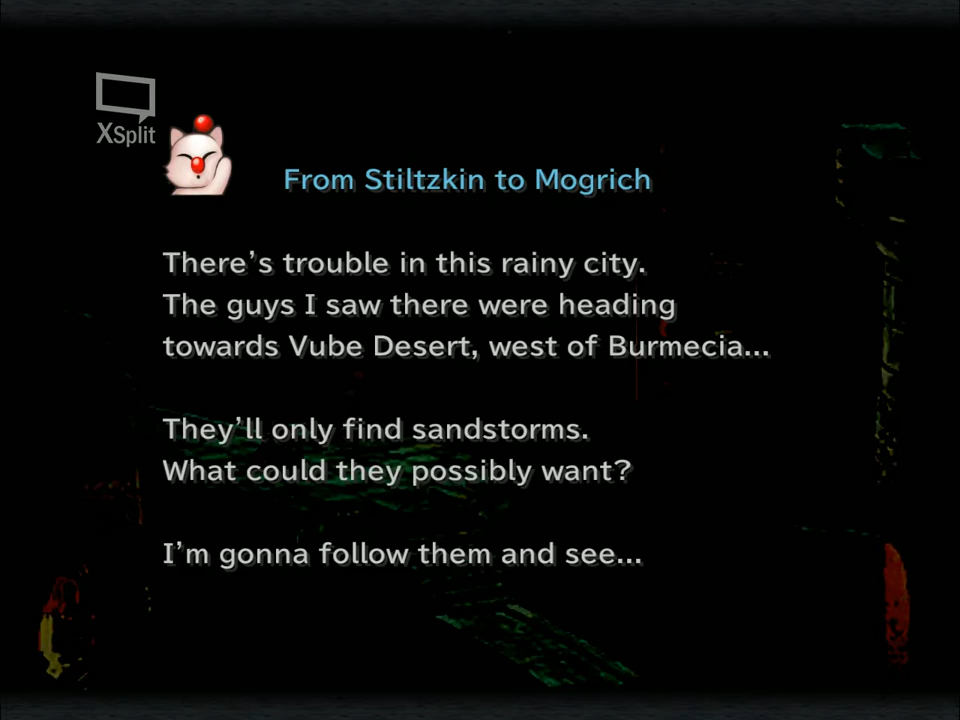 XSplit
From Stiltzkin to Mogrich
There's trouble in this rainy city.
The guys I saw there were heading
towards Vube Desert, west of Burmecia...
They'll only find sandstorms.
What could they possibly want?
I'm gonna follow them and see...